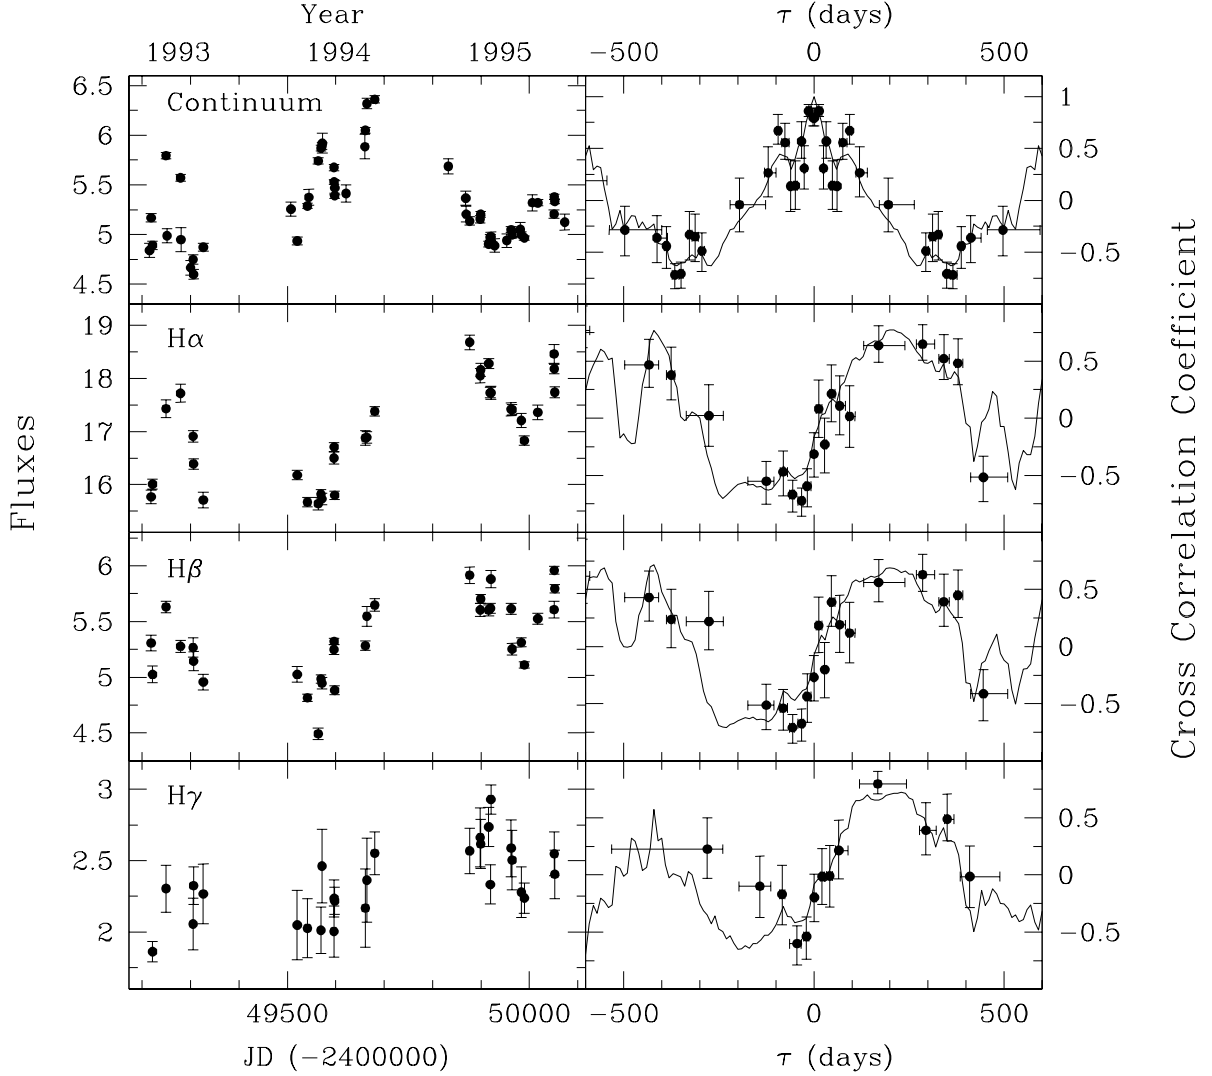 Year
τ (days)
1993 1994 1995
−500 0 500
Continuum
6.5
6
5.5
5
4.5
1
0.5
0
−0.5
Hα
19
18
17
16
0.5
0
−0.5
Hβ
6
5.5
5
4.5
0.5
0
−0.5
Hγ
3
2.5
2
0.5
0
−0.5
Fluxes
Cross Correlation Coefficient
49500 50000
−500 0 500
JD (−2400000)
τ (days)